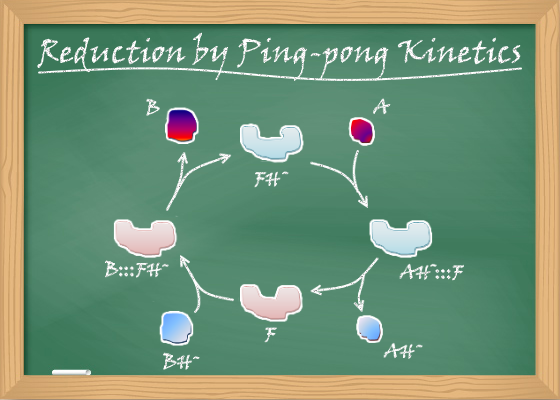 Reduction by Ping-pong Kinetics
B
A
FH⁻
B:::FH⁻
AH⁻:::F
F
BH⁻
AH⁻